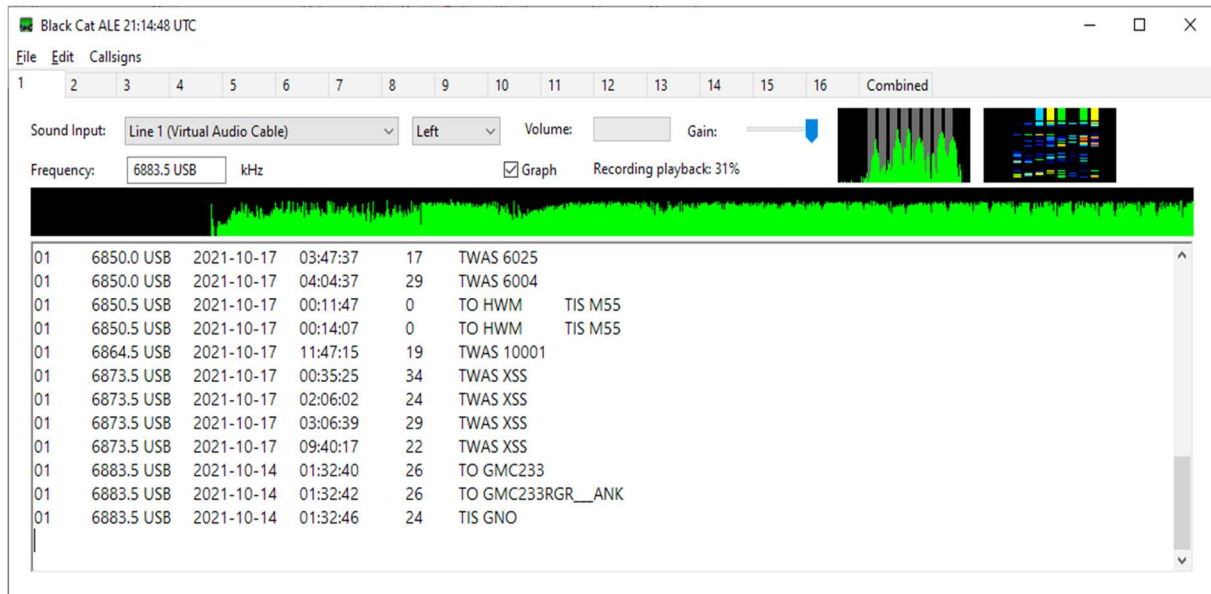 Black Cat ALE 21:14:48 UTC
File Edit Callsigns
1 2 3 4 5 6 7 8 9 10 11 12 13 14 15 16 Combined
Sound Input: Line 1 (Virtual Audio Cable) Left Volume: Gain:
Frequency: 6883.5 USB kHz Graph Recording playback: 31%
01 6850.0 USB 2021-10-17 03:47:37 17 TWAS 6025
01 6850.0 USB 2021-10-17 04:04:37 29 TWAS 6004
01 6850.5 USB 2021-10-17 00:11:47 0 TO HWM TIS M55
01 6850.5 USB 2021-10-17 00:14:07 0 TO HWM TIS M55
01 6864.5 USB 2021-10-17 11:47:15 19 TWAS 10001
01 6873.5 USB 2021-10-17 00:35:25 34 TWAS XSS
01 6873.5 USB 2021-10-17 02:06:02 24 TWAS XSS
01 6873.5 USB 2021-10-17 03:06:39 29 TWAS XSS
01 6873.5 USB 2021-10-17 09:40:17 22 TWAS XSS
01 6883.5 USB 2021-10-14 01:32:40 26 TO GMC233
01 6883.5 USB 2021-10-14 01:32:42 26 TO GMC233RGR__ANK
01 6883.5 USB 2021-10-14 01:32:46 24 TIS GNO